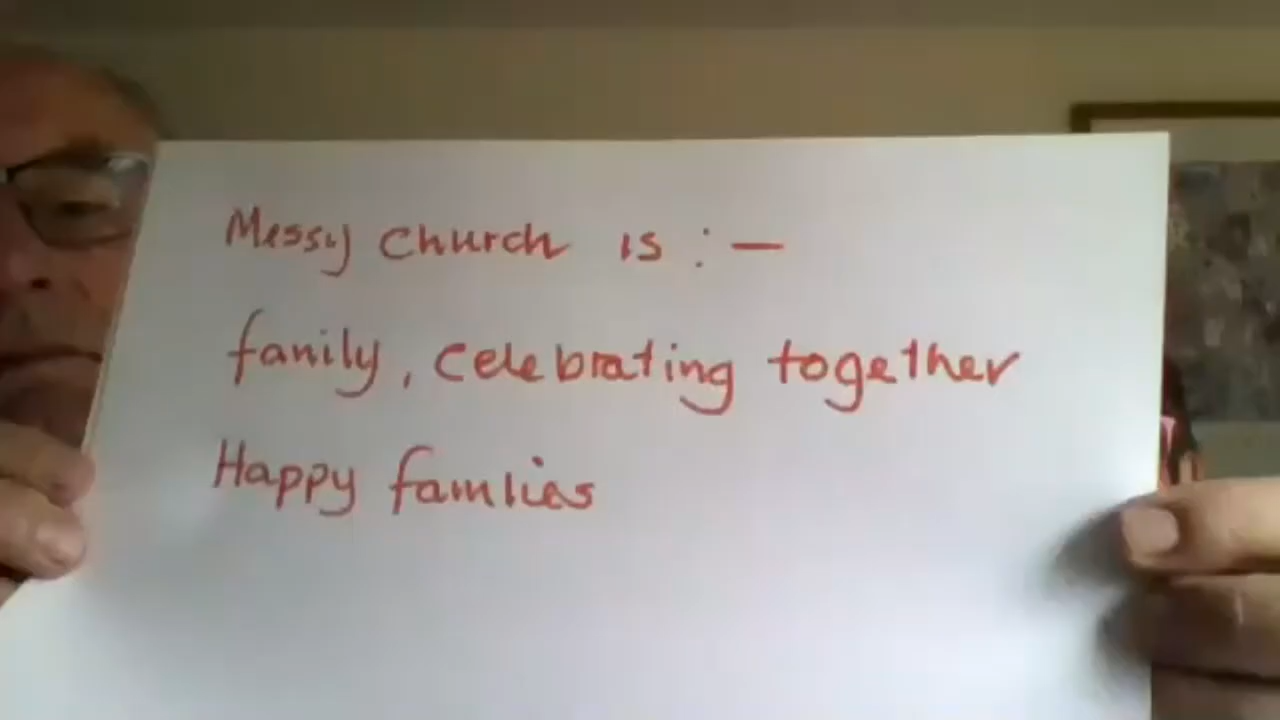 Messy Church is :-
fanily, celebrating together
Happy famlies